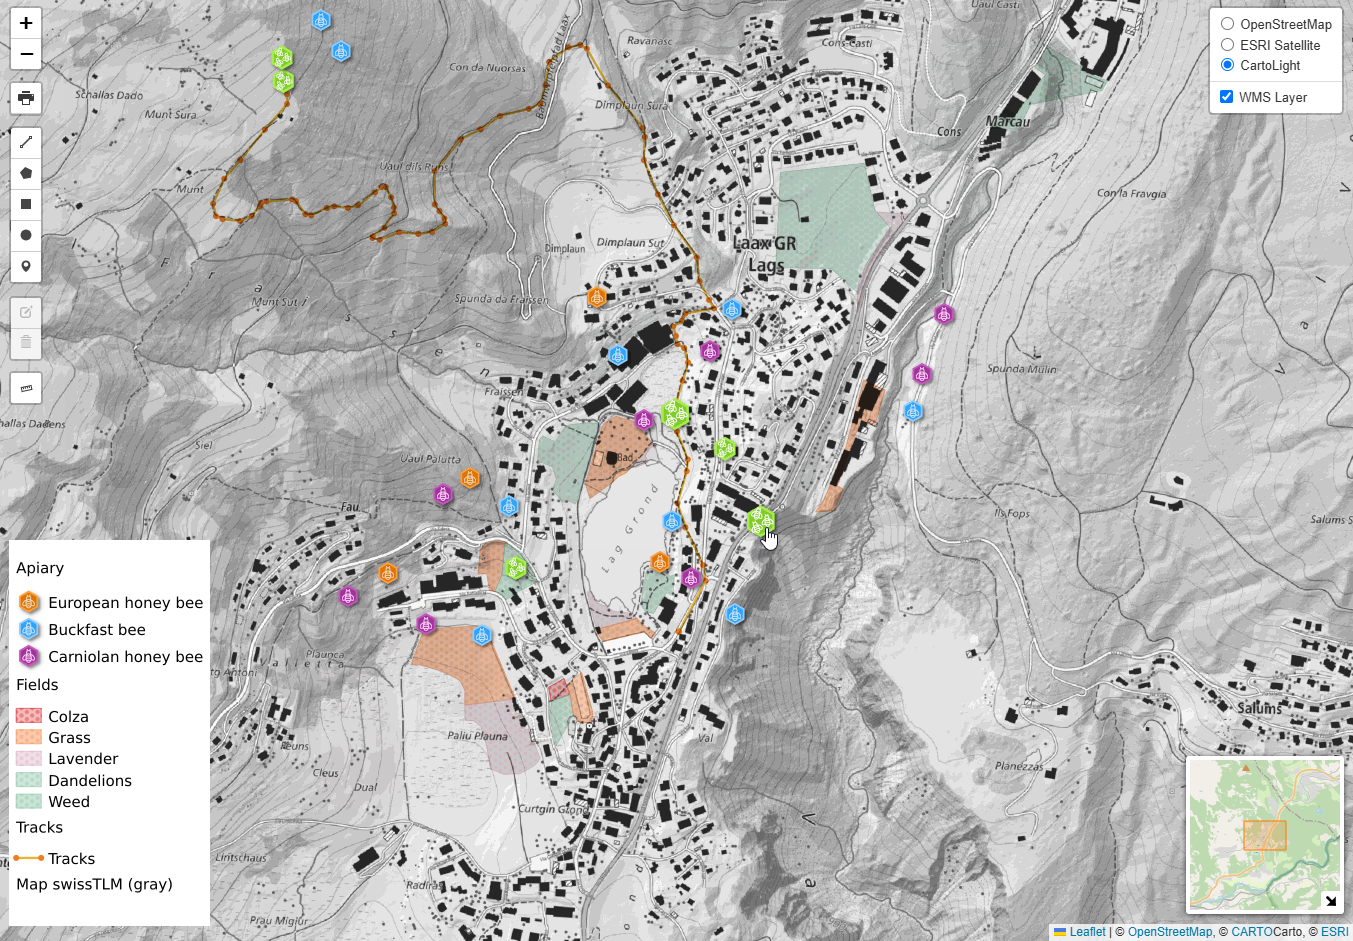 +
−
OpenStreetMap
ESRI Satellite
CartoLight
WMS Layer
Uaul Casti
Ravanasc
Cons Casti
Con da Nuorsas
Schallas Dado
Munt Sura
Dimplaun Sura
Marcau
Cons
Uaul dils Runs
Munt
Con la Fravgia
Laax GR
Lags
Dimplaun Sut
Dimplaun
Spunda da Fraissen
Munt Sut
Spunda Mulin
Fraissen
Siel
Uaul Palutta
Bad
Lag Grond
Fau
Ils Fops
Salums S
Plaunca
Valletta
Paliu Plauna
Val
Salums
Reuns
Cleus
Dual
Planezzas
Curtgin Grond
Lintschaus
Radiras
Prau Migiur
Apiary
European honey bee
Buckfast bee
Carniolan honey bee
Fields
Colza
Grass
Lavender
Dandelions
Weed
Tracks
Tracks
Map swissTLM (gray)
Leaflet | © OpenStreetMap, © CARTOCarto, © ESRI